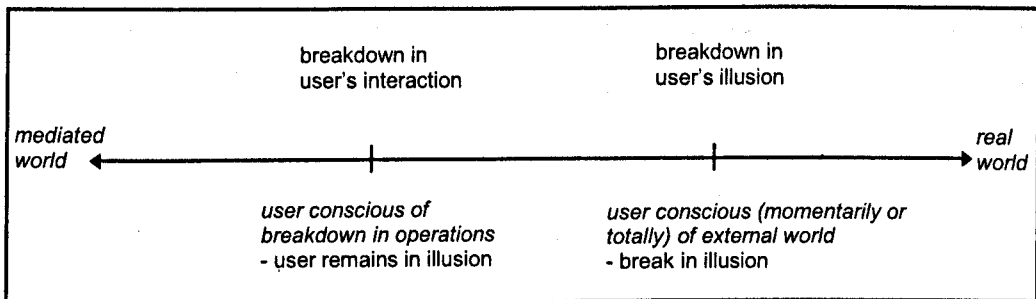 breakdown in
user's interaction
breakdown in
user's illusion
mediated
world
real
world
user conscious of
breakdown in operations
- user remains in illusion
user conscious (momentarily or
totally) of external world
- break in illusion